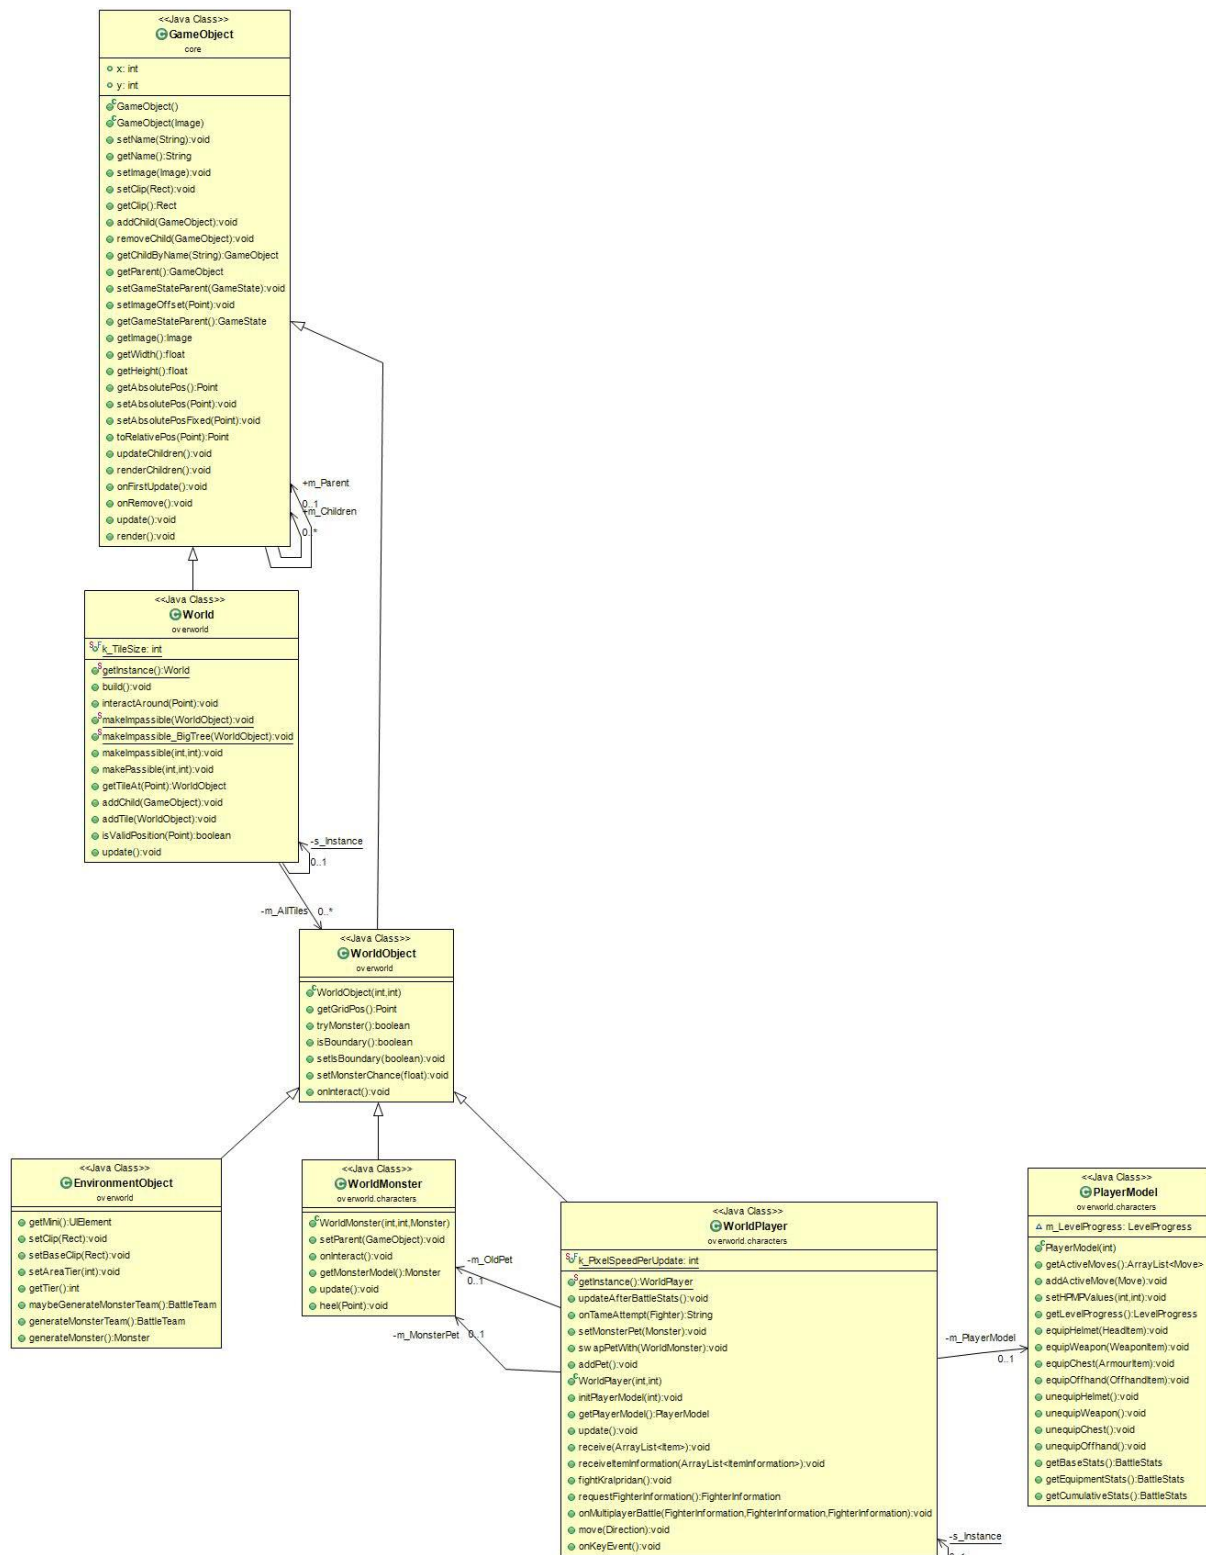 <<Java Class>>
GameObject
core
x: int
y: int
GameObject()
GameObject(Image)
setName(String):void
getName():String
setImage(Image):void
setClip(Rect):void
getClip():Rect
addChild(GameObject):void
removeChild(GameObject):void
getChildByName(String):GameObject
getParent():GameObject
setGameStateParent(GameState):void
setImageOffset(Point):void
getGameStateParent():GameState
getImage():Image
getWidth():float
getHeight():float
getAbsolutePos():Point
setAbsolutePos(Point):void
setAbsolutePosFixed(Point):void
toRelativePos(Point):Point
updateChildren():void
renderChildren():void
onFirstUpdate():void
onRemove():void
update():void
render():void
+m_Parent
0..1
+m_Children
0..*
<<Java Class>>
World
overworld
k_TileSize: int
getInstance():World
build():void
interactAround(Point):void
makeImpassible(WorldObject):void
makeImpassible_BigTree(WorldObject):void
makeImpassible(int,int):void
makePassible(int,int):void
getTileAt(Point):WorldObject
addChild(GameObject):void
addTile(WorldObject):void
isValidPosition(Point):boolean
update():void
-s_Instance
0..1
-m_AllTiles 0..*
<<Java Class>>
WorldObject
overworld
WorldObject(int,int)
getGridPos():Point
tryMonster():boolean
isBoundary():boolean
setIsBoundary(boolean):void
setMonsterChance(float):void
onInteract():void
<<Java Class>>
EnvironmentObject
overworld
getMini():UIElement
setClip(Rect):void
setBaseClip(Rect):void
setAreaTier(int):void
getTier():int
maybeGenerateMonsterTeam():BattleTeam
generateMonsterTeam():BattleTeam
generateMonster():Monster
<<Java Class>>
WorldMonster
overworld.characters
WorldMonster(int,int,Monster)
setParent(GameObject):void
onInteract():void
getMonsterModel():Monster
update():void
heel(Point):void
-m_OldPet
0..1
-m_MonsterPet 0..1
<<Java Class>>
WorldPlayer
overworld.characters
k_PixelSpeedPerUpdate: int
getInstance():WorldPlayer
updateAfterBattleStats():void
onTameAttempt(Fighter):String
setMonsterPet(Monster):void
swapPetWith(WorldMonster):void
addPet():void
WorldPlayer(int,int)
initPlayerModel(int):void
getPlayerModel():PlayerModel
update():void
receive(ArrayList<Item>):void
receiveItemInformation(ArrayList<ItemInformation>):void
fightKralpridan():void
requestFighterInformation():FighterInformation
onMultiplayerBattle(FighterInformation,FighterInformation,FighterInformation):void
move(Direction):void
onKeyEvent():void
-s_Instance
-m_PlayerModel
0..1
<<Java Class>>
PlayerModel
overworld.characters
m_LevelProgress: LevelProgress
PlayerModel(int)
getActiveMoves():ArrayList<Move>
addActiveMove(Move):void
setHPMPValues(int,int):void
getLevelProgress():LevelProgress
equipHelmet(HeadItem):void
equipWeapon(WeaponItem):void
equipChest(ArmourItem):void
equipOffhand(OffhandItem):void
unequipHelmet():void
unequipWeapon():void
unequipChest():void
unequipOffhand():void
getBaseStats():BattleStats
getEquipmentStats():BattleStats
getCumulativeStats():BattleStats